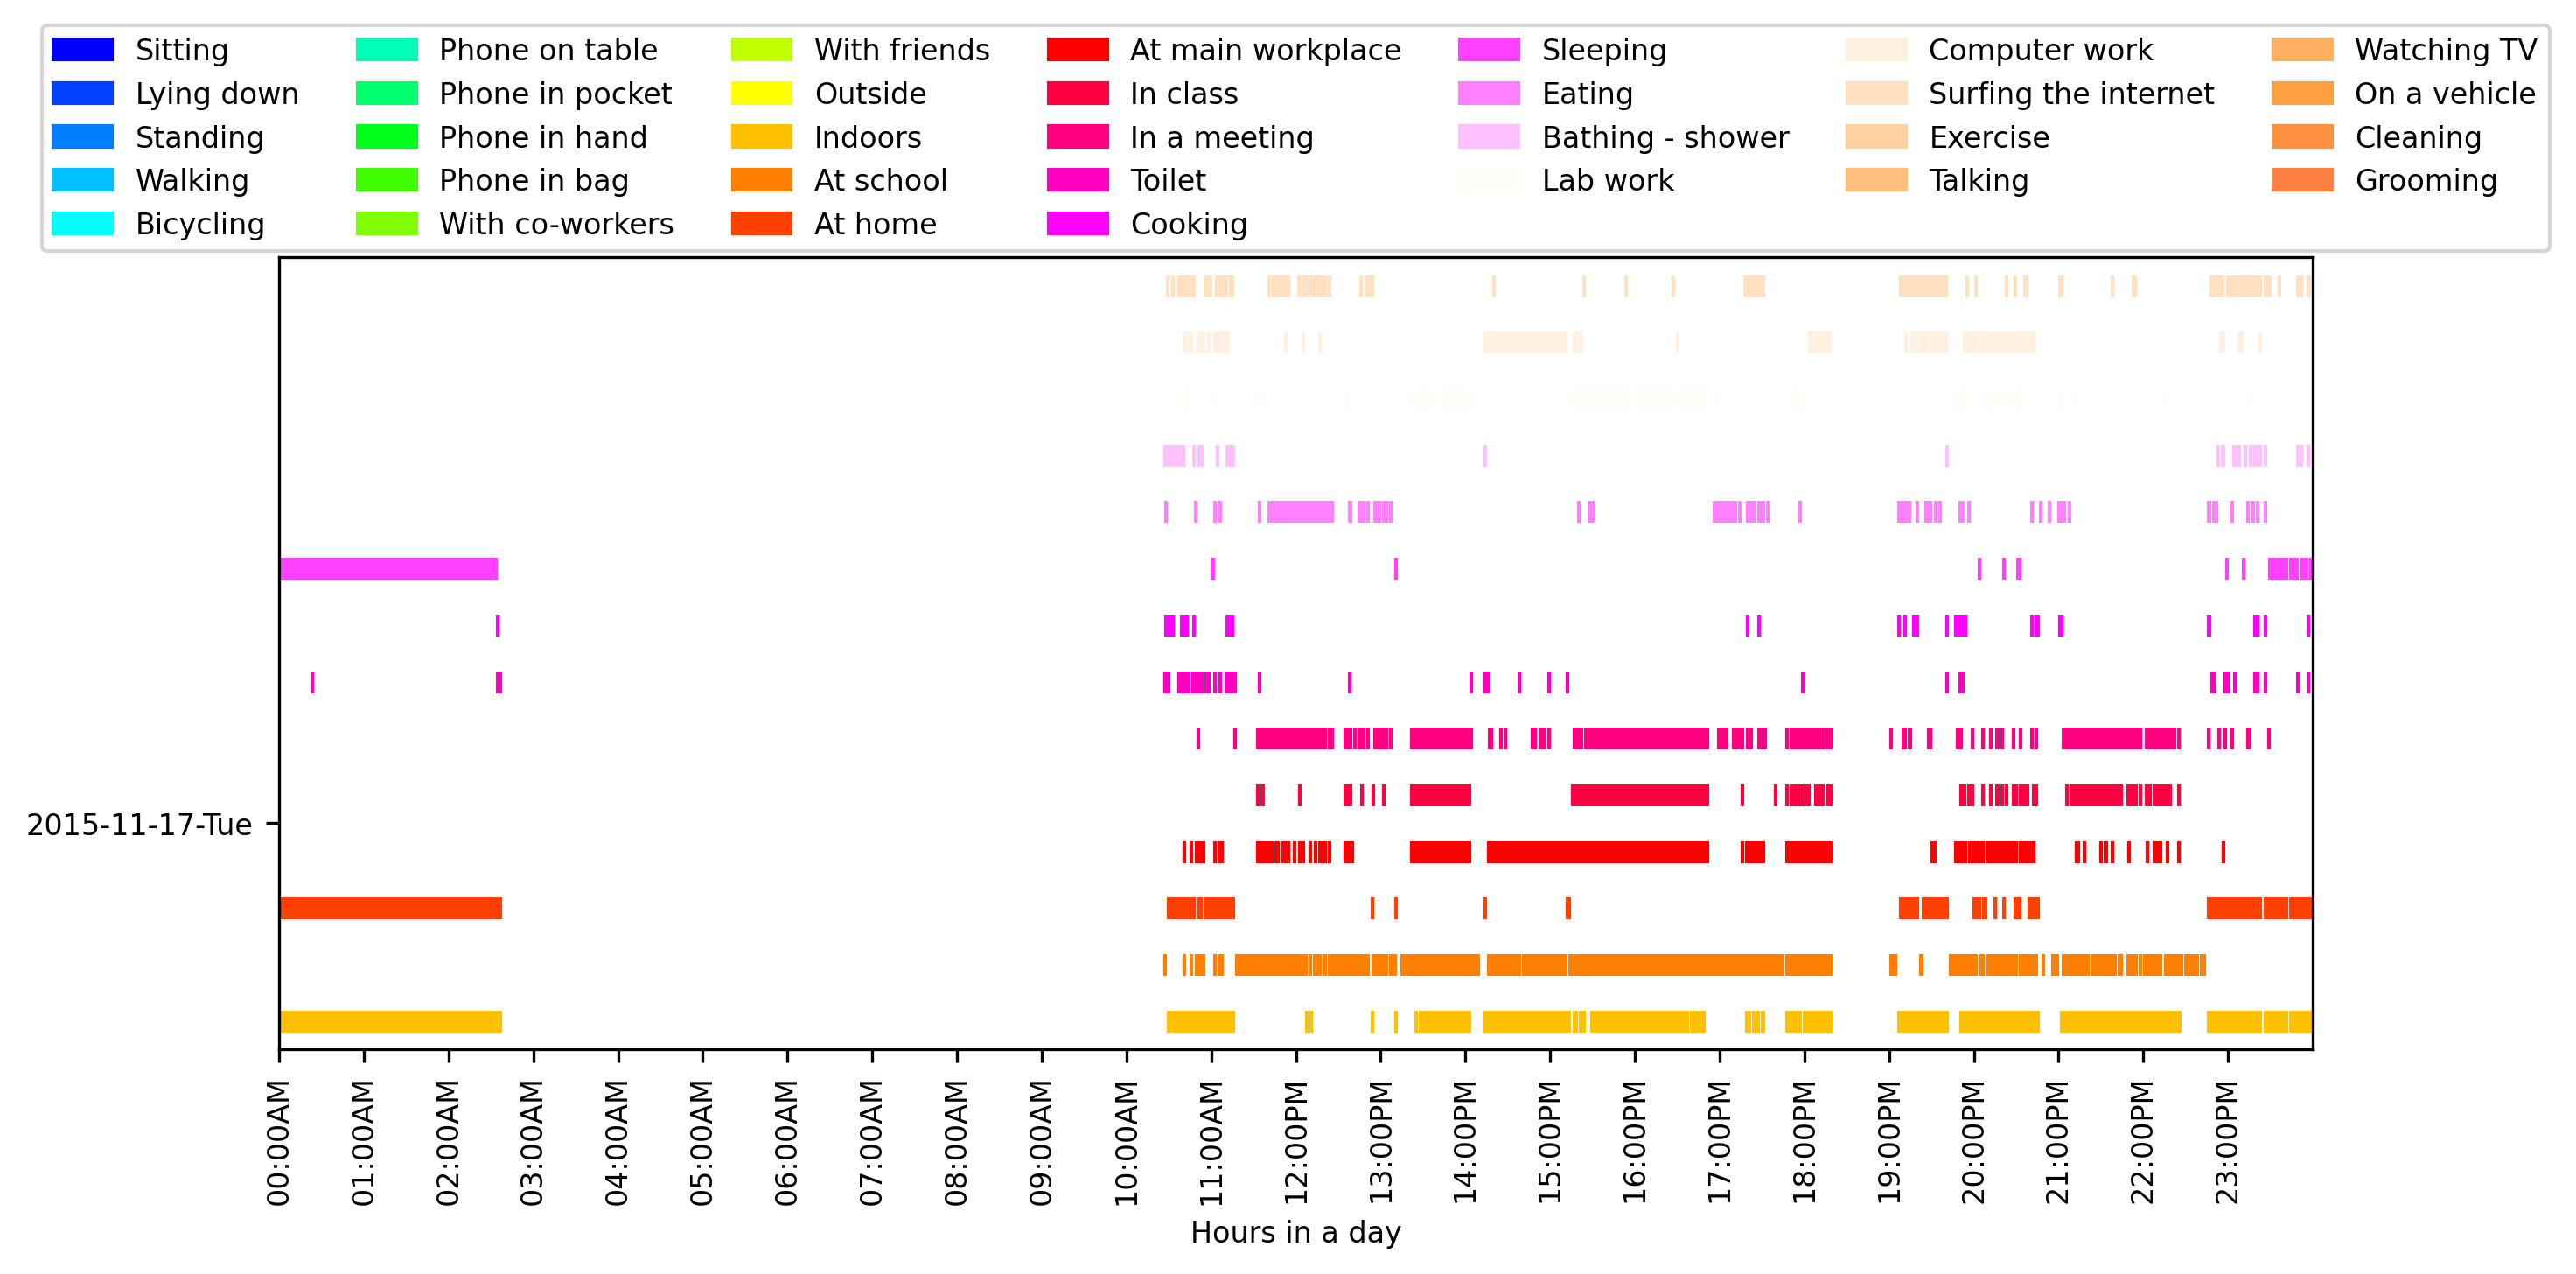 Sitting
Lying down
Standing
Walking
Bicycling
Phone on table
Phone in pocket
Phone in hand
Phone in bag
With co-workers
With friends
Outside
Indoors
At school
At home
At main workplace
In class
In a meeting
Toilet
Cooking
Sleeping
Eating
Bathing - shower
Lab work
Computer work
Surfing the internet
Exercise
Talking
Watching TV
On a vehicle
Cleaning
Grooming
2015-11-17-Tue
00:00AM
01:00AM
02:00AM
03:00AM
04:00AM
05:00AM
06:00AM
07:00AM
08:00AM
09:00AM
10:00AM
11:00AM
12:00PM
13:00PM
14:00PM
15:00PM
16:00PM
17:00PM
18:00PM
19:00PM
20:00PM
21:00PM
22:00PM
23:00PM
Hours in a day